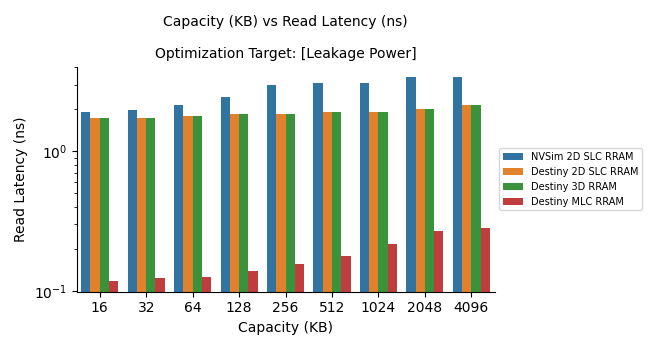 Capacity (KB) vs Read Latency (ns)
Optimization Target: [Leakage Power]
Read Latency (ns)
10^0
10^-1
NVSim 2D SLC RRAM
Destiny 2D SLC RRAM
Destiny 3D RRAM
Destiny MLC RRAM
16 32 64 128 256 512 1024 2048 4096
Capacity (KB)